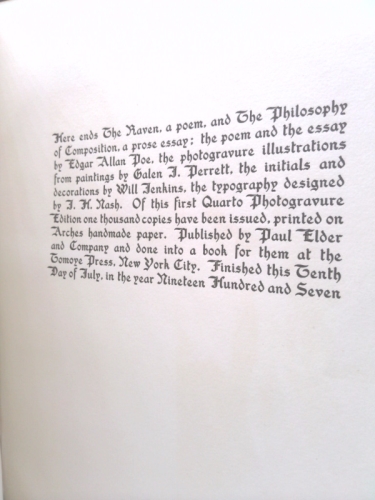 Here ends The Raven, a poem, and The Philosophy
of Composition, a prose essay; the poem and the essay
by Edgar Allan Poe, the photogravure illustrations
from paintings by Galen J. Perrett, the initials and
decorations by Will Jenkins, the typography designed
by J. H. Nash. Of this first Quarto Photogravure
Edition one thousand copies have been issued, printed on
Arches handmade paper. Published by Paul Elder
and Company and done into a book for them at the
Tomoye Press, New York City. Finished this Tenth
Day of July, in the year Nineteen Hundred and Seven